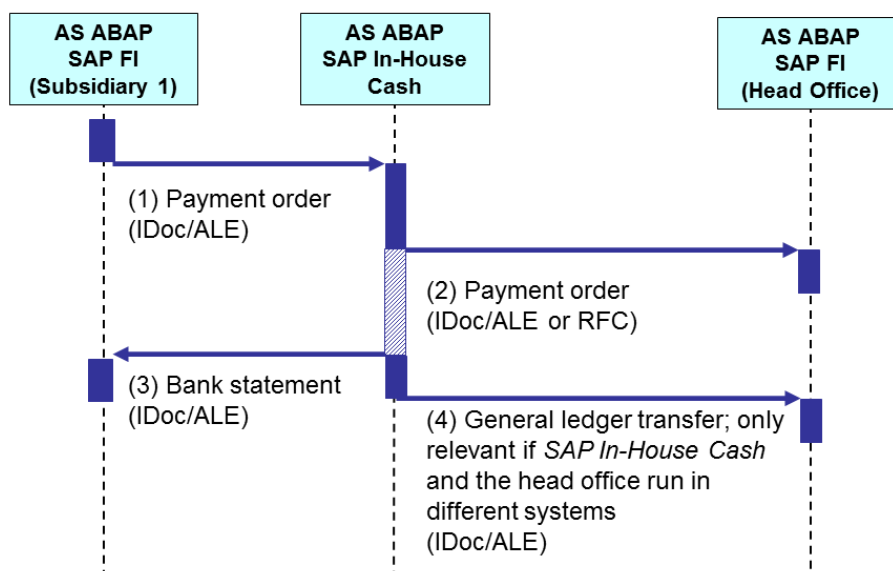 AS ABAP
SAP FI
(Subsidiary 1)
AS ABAP
SAP In-House
Cash
AS ABAP
SAP FI
(Head Office)
(1) Payment order
(IDoc/ALE)
(2) Payment order
(IDoc/ALE or RFC)
(3) Bank statement
(IDoc/ALE)
(4) General ledger transfer; only
relevant if SAP In-House Cash
and the head office run in
different systems
(IDoc/ALE)